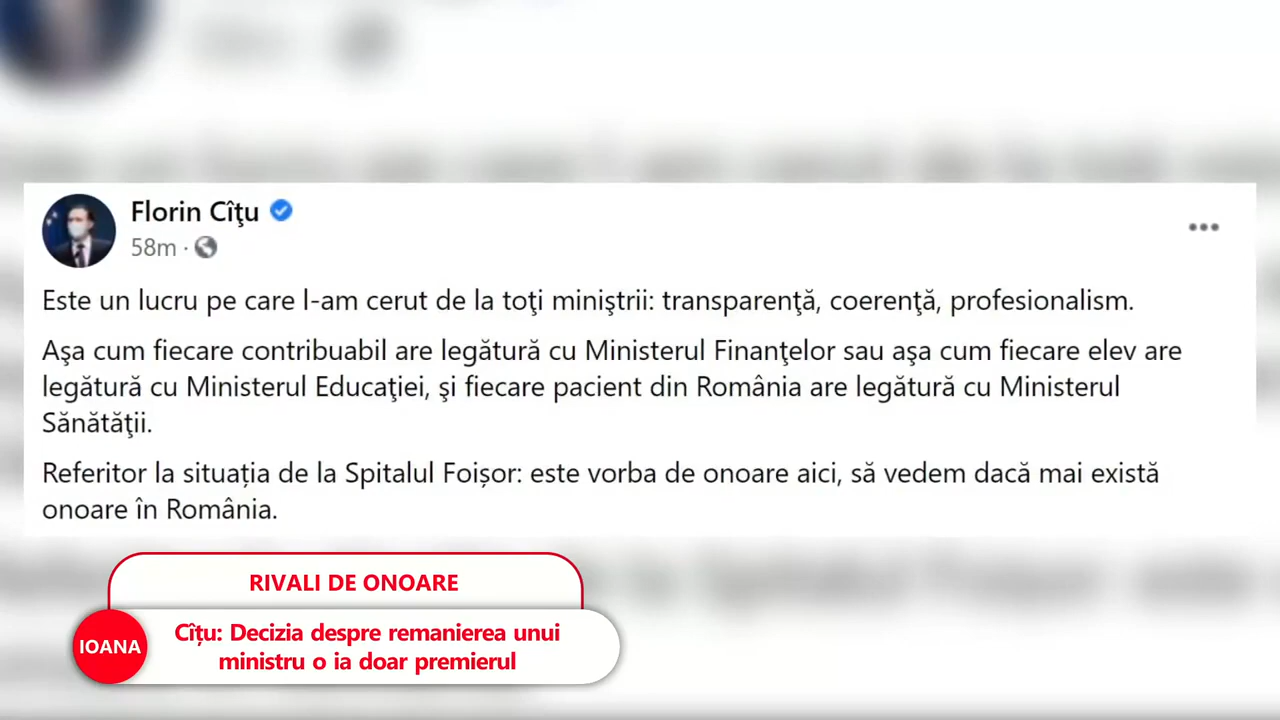 Florin Cîţu
58m ·
Este un lucru pe care l-am cerut de la toţi miniştrii: transparenţă, coerenţă, profesionalism.
Aşa cum fiecare contribuabil are legătură cu Ministerul Finanţelor sau aşa cum fiecare elev are
legătură cu Ministerul Educaţiei, şi fiecare pacient din România are legătură cu Ministerul
Sănătăţii.
Referitor la situația de la Spitalul Foișor: este vorba de onoare aici, să vedem dacă mai există
onoare în România.
RIVALI DE ONOARE
IOANA
Cîțu: Decizia despre remanierea unui
ministru o ia doar premierul